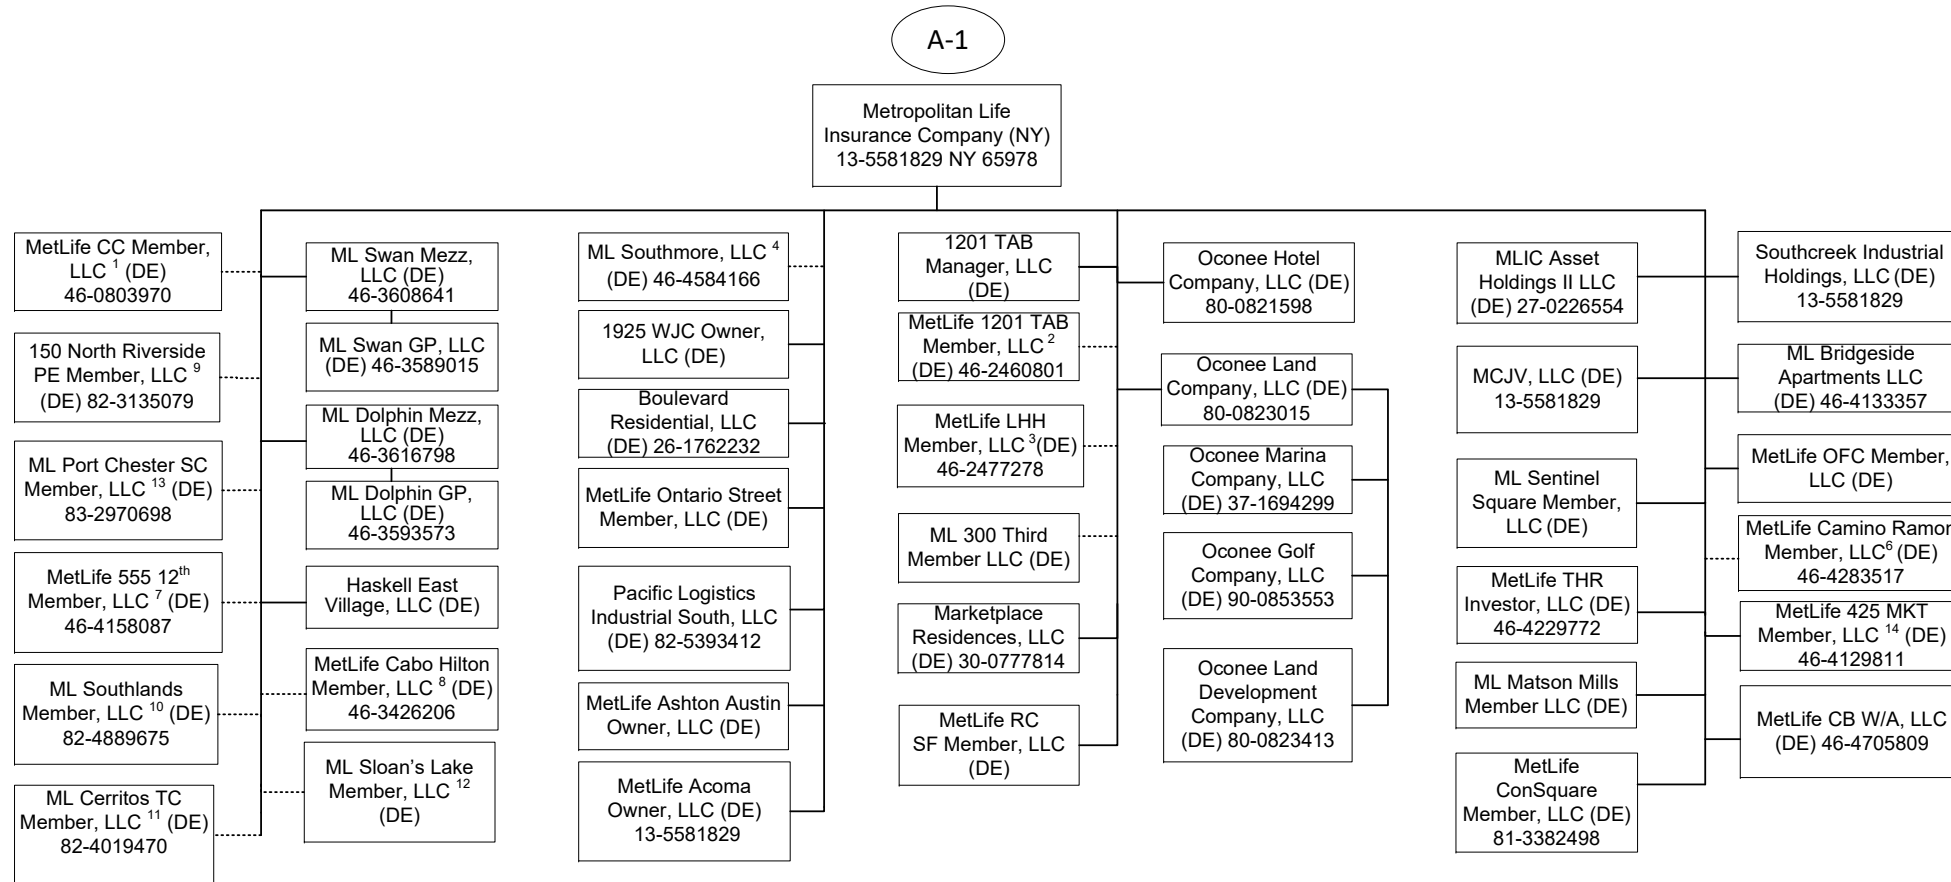 A-1
Metropolitan Life
Insurance Company (NY)
13-5581829 NY 65978
MetLife CC Member,
LLC 1 (DE)
46-0803970
150 North Riverside
PE Member, LLC 9
(DE) 82-3135079
ML Port Chester SC
Member, LLC 13 (DE)
83-2970698
MetLife 555 12th
Member, LLC 7 (DE)
46-4158087
ML Southlands
Member, LLC 10 (DE)
82-4889675
ML Cerritos TC
Member, LLC 11 (DE)
82-4019470
ML Swan Mezz,
LLC (DE)
46-3608641
ML Swan GP, LLC
(DE) 46-3589015
ML Dolphin Mezz,
LLC (DE)
46-3616798
ML Dolphin GP,
LLC (DE)
46-3593573
Haskell East
Village, LLC (DE)
MetLife Cabo Hilton
Member, LLC 8 (DE)
46-3426206
ML Sloan's Lake
Member, LLC 12
(DE)
ML Southmore, LLC 4
(DE) 46-4584166
1925 WJC Owner,
LLC (DE)
Boulevard
Residential, LLC
(DE) 26-1762232
MetLife Ontario Street
Member, LLC (DE)
Pacific Logistics
Industrial South, LLC
(DE) 82-5393412
MetLife Ashton Austin
Owner, LLC (DE)
MetLife Acoma
Owner, LLC (DE)
13-5581829
1201 TAB
Manager, LLC
(DE)
MetLife 1201 TAB
Member, LLC 2
(DE) 46-2460801
MetLife LHH
Member, LLC 3(DE)
46-2477278
ML 300 Third
Member LLC (DE)
Marketplace
Residences, LLC
(DE) 30-0777814
MetLife RC
SF Member, LLC
(DE)
Oconee Hotel
Company, LLC (DE)
80-0821598
Oconee Land
Company, LLC (DE)
80-0823015
Oconee Marina
Company, LLC
(DE) 37-1694299
Oconee Golf
Company, LLC
(DE) 90-0853553
Oconee Land
Development
Company, LLC
(DE) 80-0823413
MLIC Asset
Holdings II LLC
(DE) 27-0226554
MCJV, LLC (DE)
13-5581829
ML Sentinel
Square Member,
LLC (DE)
MetLife THR
Investor, LLC (DE)
46-4229772
ML Matson Mills
Member LLC (DE)
MetLife
ConSquare
Member, LLC (DE)
81-3382498
Southcreek Industrial
Holdings, LLC (DE)
13-5581829
ML Bridgeside
Apartments LLC
(DE) 46-4133357
MetLife OFC Member,
LLC (DE)
MetLife Camino Ramon
Member, LLC6 (DE)
46-4283517
MetLife 425 MKT
Member, LLC 14 (DE)
46-4129811
MetLife CB W/A, LLC
(DE) 46-4705809